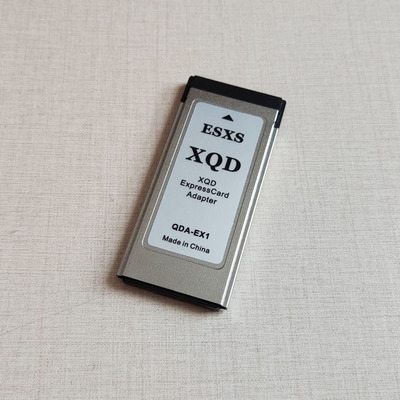 ESXS
XQD
XQD
ExpressCard
Adapter
QDA-EX1
Made in China